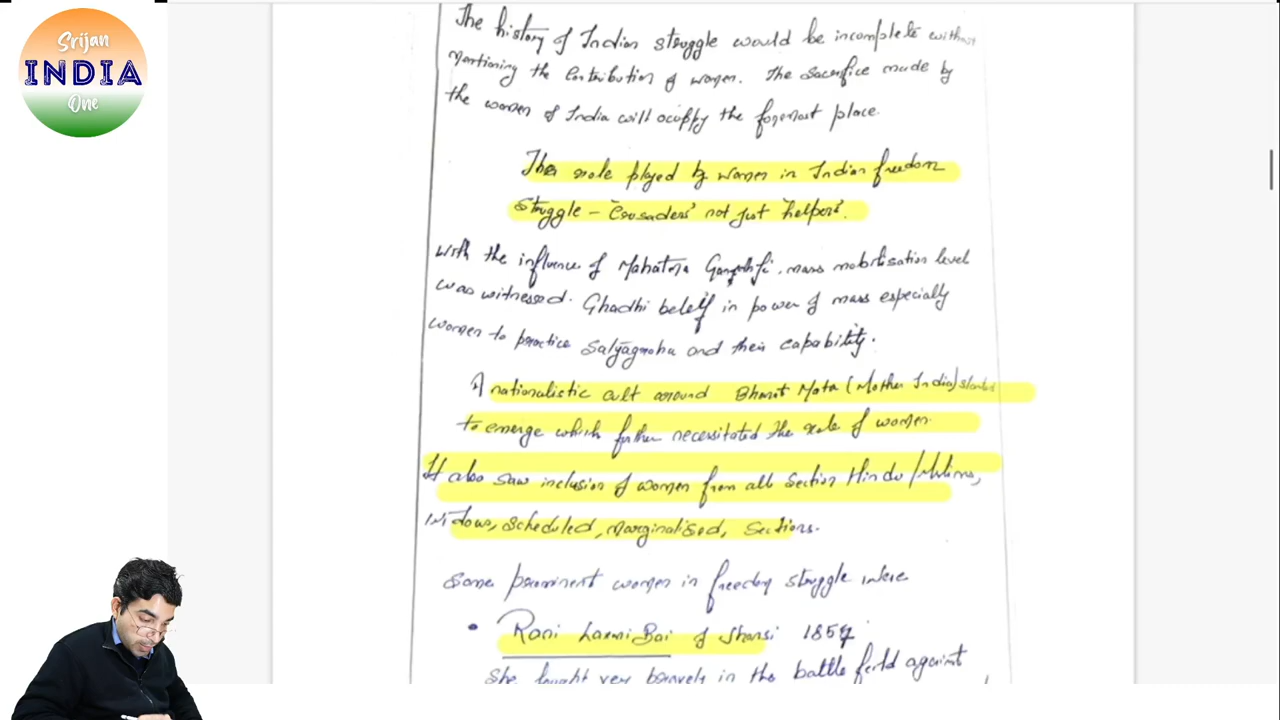 Srijan
INDIA
One
The history of Indian struggle would be incomplete without
mentioning the contribution of women. The sacrifice made by
the women of India will ocuppy the foremost place.
The role played by women in Indian freedom
struggle - 'Crusaders' not just 'helpers'.
With the influence of Mahatma Gandhi, mass mobilisation level
was witnessed. Ghadhi beleif in power of mass especially
women to practice Satyagraha and their capability.
A nationalistic cult around Bharat Mata (Mother India) started
to emerge which further necessitated the role of women.
It also saw inclusion of women from all section Hindu/Muslims,
widows, scheduled, marginalised, sections.
Some prominent women in freedom struggle were
• Rani Laxmi Bai of Jhansi 1857
She fought very bravely in the battle field against